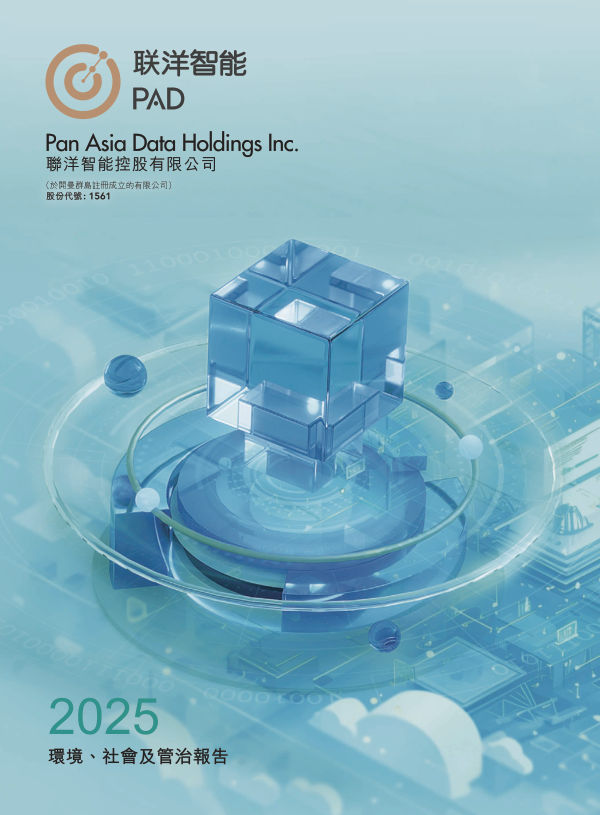 联洋智能
PAD
Pan Asia Data Holdings Inc.
聯洋智能控股有限公司
(於開曼群島註冊成立的有限公司)
股份代號: 1561
2025
環境、社會及管治報告